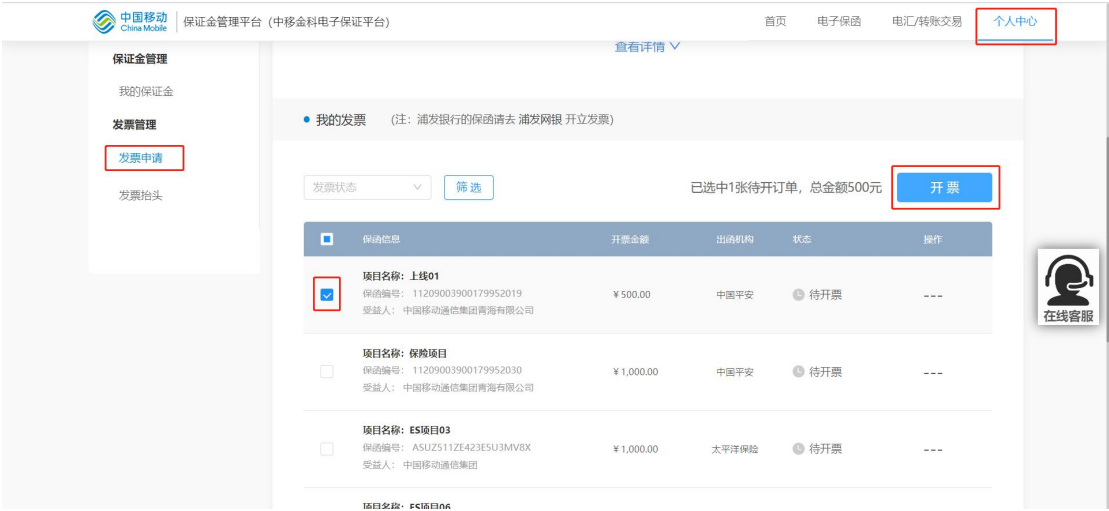 中国移动
China Mobile
保证金管理平台（中移金科电子保证平台）
首页 电子保函 电汇/转账交易 个人中心
保证金管理
我的保证金
发票管理
发票申请
发票抬头
查看详情
我的发票 （注：浦发银行的保函请去 浦发网银 开立发票）
发票状态 筛选 已选中1张待开订单，总金额500元 开票
保函信息 开票金额 出函机构 状态 操作
项目名称：上线01
保函编号： 11209003900179952019 ¥500.00 中国平安 待开票 ---
受益人： 中国移动通信集团青海有限公司
项目名称：保险项目
保函编号： 11209003900179952030 ¥1,000.00 中国平安 待开票 ---
受益人： 中国移动通信集团青海有限公司
项目名称：ES项目03
保函编号： ASUZ511ZE423E5U3MV8X ¥1,000.00 太平洋保险 待开票 ---
受益人： 中国移动通信集团
项目名称：ES项目06
在线客服